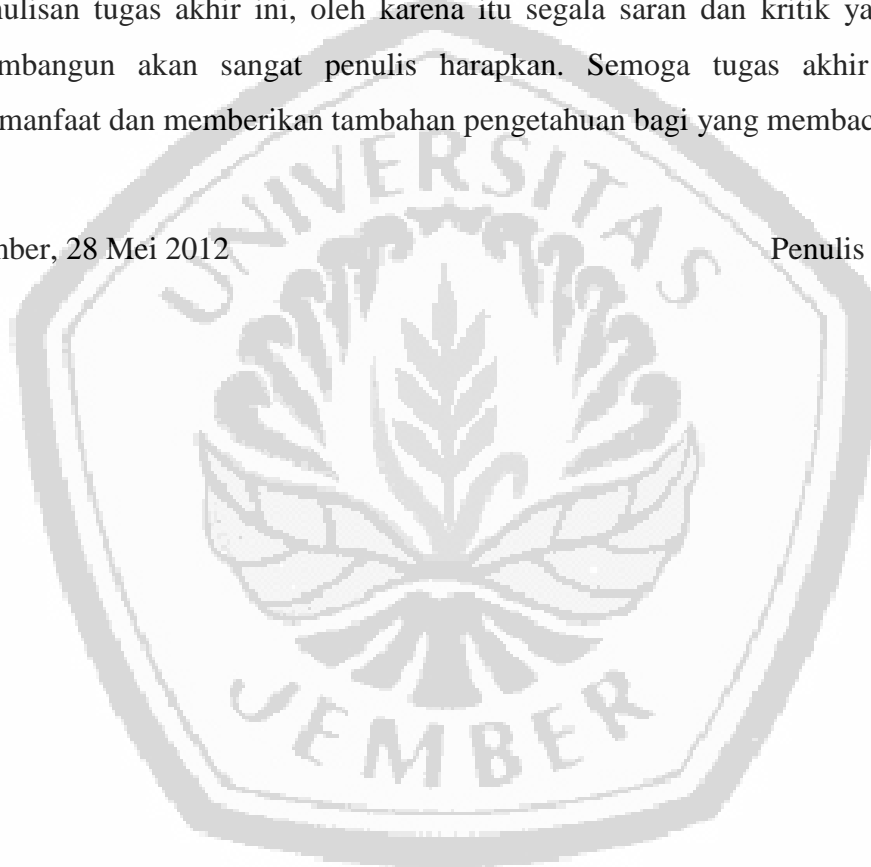 nulisan tugas akhir ini, oleh karena itu segala saran dan kritik ya
mbangun akan sangat penulis harapkan. Semoga tugas akhir
manfaat dan memberikan tambahan pengetahuan bagi yang membac
nber, 28 Mei 2012 Penulis
UNIVERSITAS
JEMBER